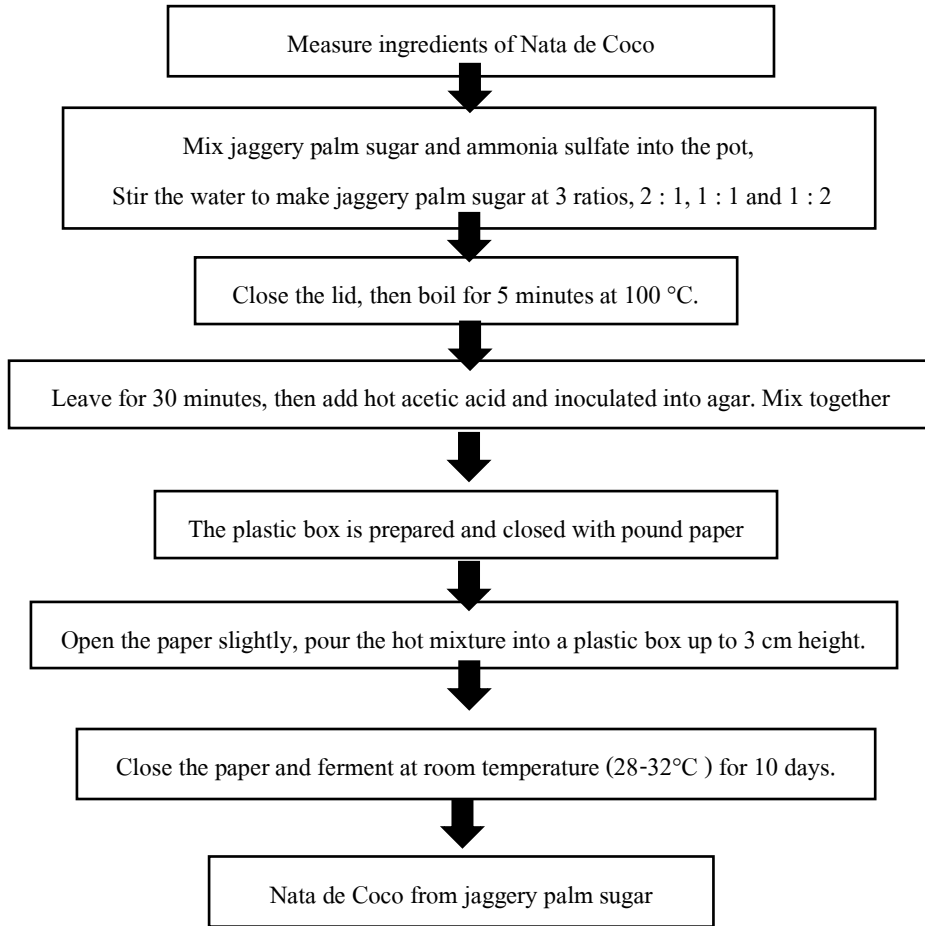 Measure ingredients of Nata de Coco
Mix jaggery palm sugar and ammonia sulfate into the pot,
Stir the water to make jaggery palm sugar at 3 ratios, 2 : 1, 1 : 1 and 1 : 2
Close the lid, then boil for 5 minutes at 100 °C.
Leave for 30 minutes, then add hot acetic acid and inoculated into agar. Mix together
The plastic box is prepared and closed with pound paper
Open the paper slightly, pour the hot mixture into a plastic box up to 3 cm height.
Close the paper and ferment at room temperature (28-32°C ) for 10 days.
Nata de Coco from jaggery palm sugar